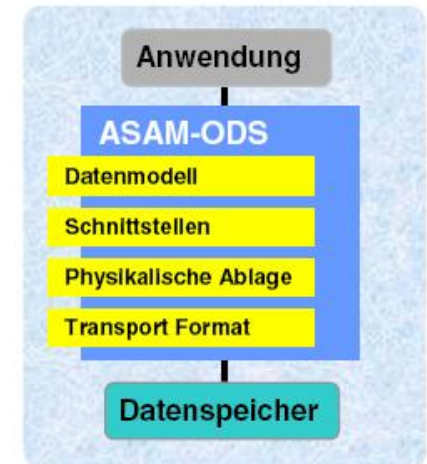 Anwendung
ASAM-ODS
Datenmodell
Schnittstellen
Physikalische Ablage
Transport Format
Datenspeicher